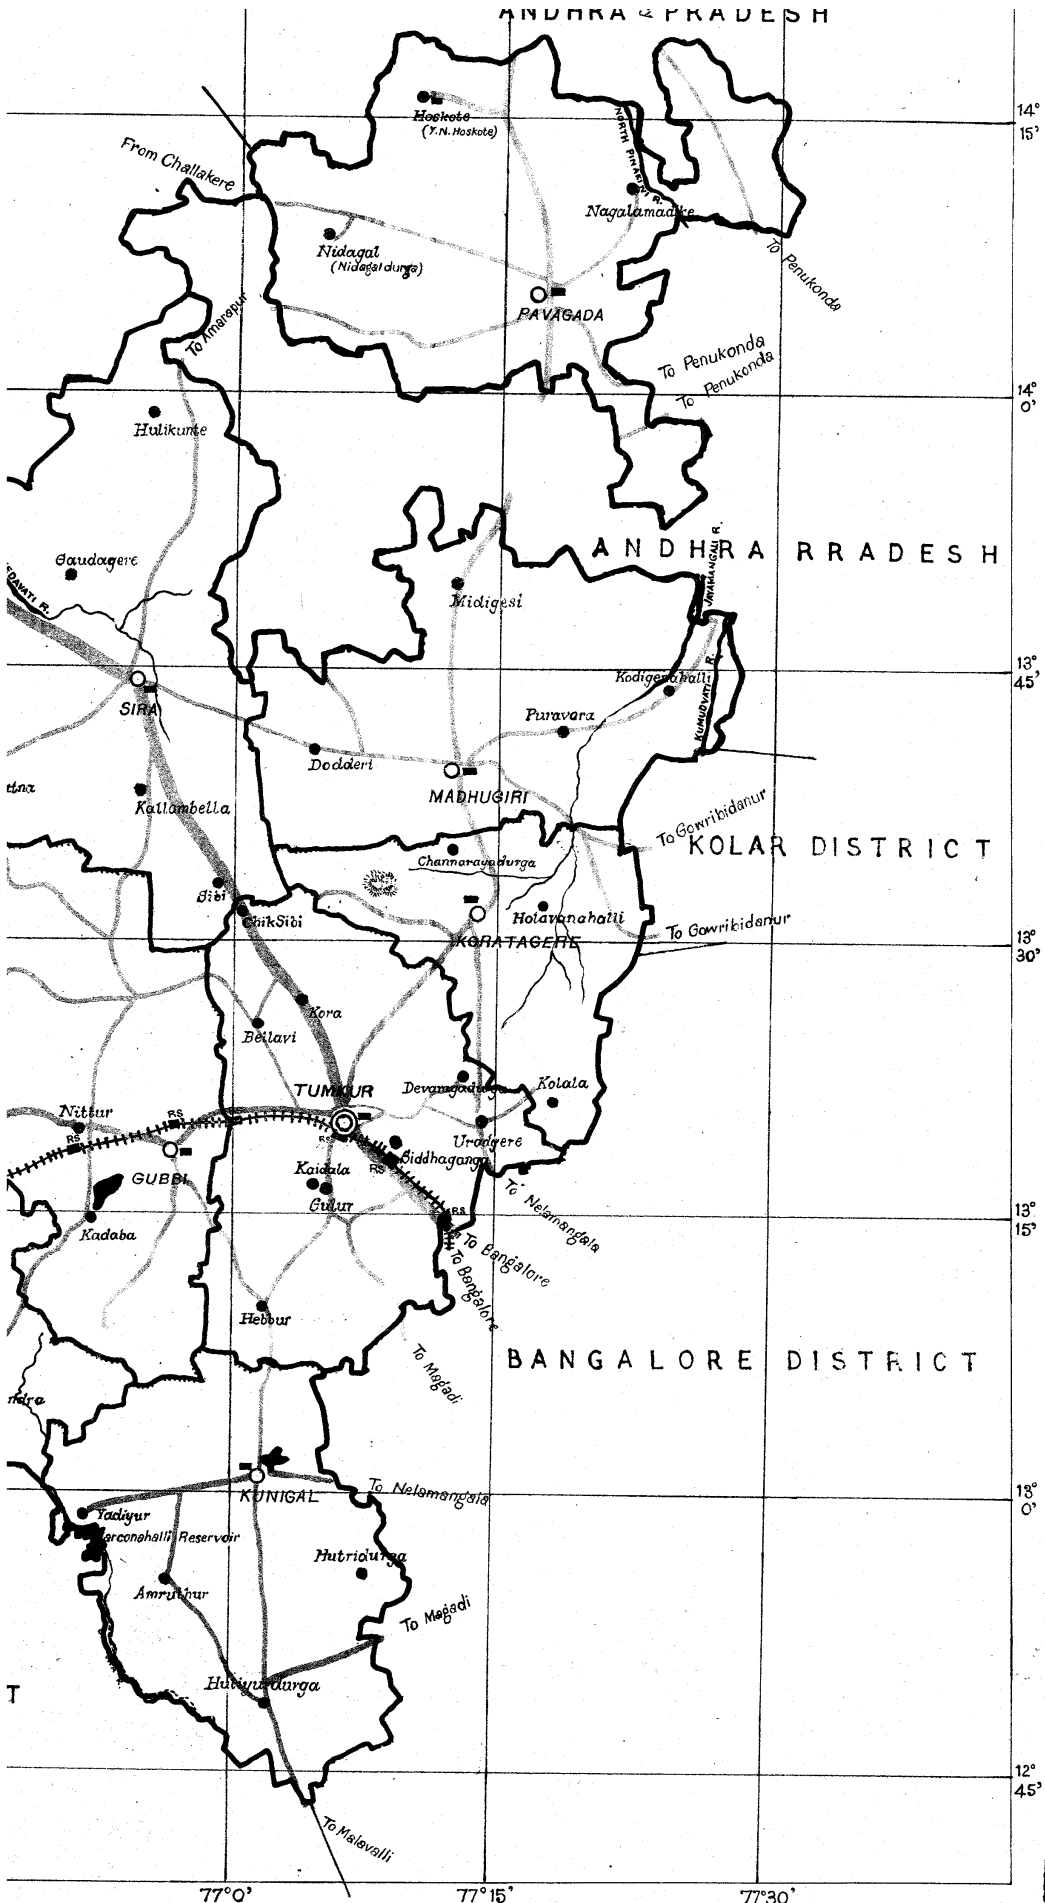 ANDHRA PRADESH
14°
15'
Hoskote
(Y.N. Hoskote)
NORTH PINAKINI R.
From Challakere
Nagalamadike
Nidagal
(Nidagaldurga)
To Penukonda
PAVAGADA
To Amarapur
To Penukonda
To Penukonda
14°
0'
Hulikunte
ANDHRA RRADESH
JAYAMANGALI R.
Gaudagere
EDAVATI R.
Midigesi
13°
45'
Kodigenahalli
KUMUDVATI R.
SIRA
Puravara
Dodderi
MADHUGIRI
Kallambella
To Gowribidanur
KOLAR DISTRICT
Channarayadurga
Sibi
ChikSibi
Holavanahalli
To Gowribidanur
KORATAGERE
13°
30'
Kora
Bellavi
TUMKUR
Devarayadurga
Kolala
Nittur
RS
RS
RS
RS
Uradgere
Siddhaganga
RS
Kaidala
GUBBI
Gulur
To Nelamangala
RS
13°
15'
Kadaba
To Bangalore
To Bangalore
Hebbur
To Magadi
BANGALORE DISTRICT
ndra
KUNIGAL
To Nelamangala
13°
0'
Yadiyur
arconahalli Reservoir
Hutridurga
Amruthur
To Magadi
Huliyurdurga
T
12°
45'
To Malavalli
77°0'
77°15'
77°30'